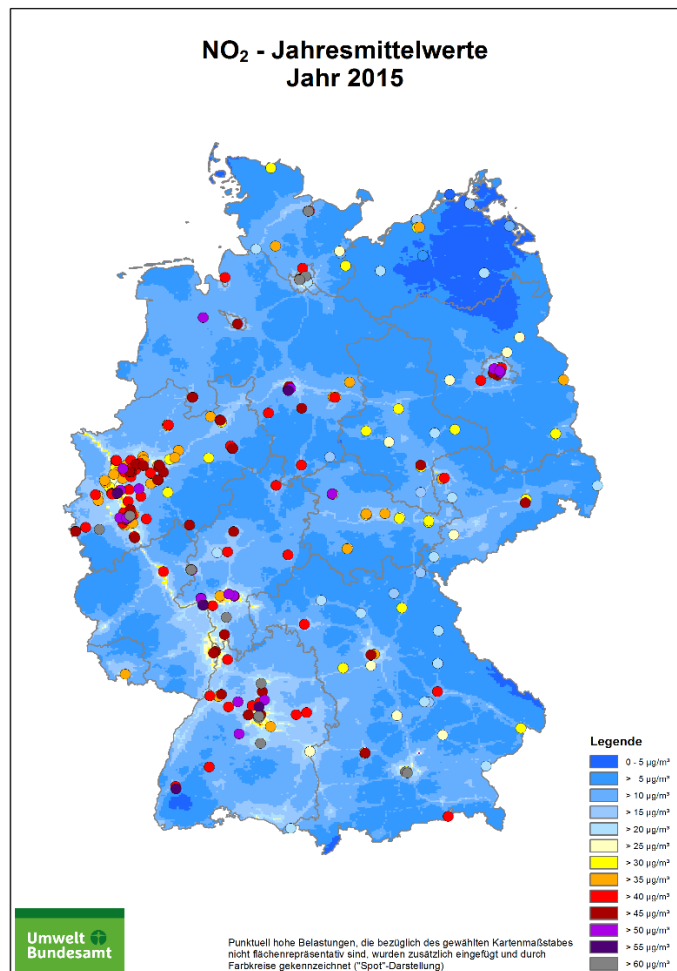 NO₂ - Jahresmittelwerte
Jahr 2015
Legende
0 - 5 µg/m³
> 5 µg/m³
> 10 µg/m³
> 15 µg/m³
> 20 µg/m³
> 25 µg/m³
> 30 µg/m³
> 35 µg/m³
> 40 µg/m³
> 45 µg/m³
> 50 µg/m³
> 55 µg/m³
> 60 µg/m³
Umwelt
Bundesamt
Punktuell hohe Belastungen, die bezüglich des gewählten Kartenmaßstabes
nicht flächenrepräsentativ sind, wurden zusätzlich eingefügt und durch
Farbkreise gekennzeichnet ("Spot"-Darstellung)